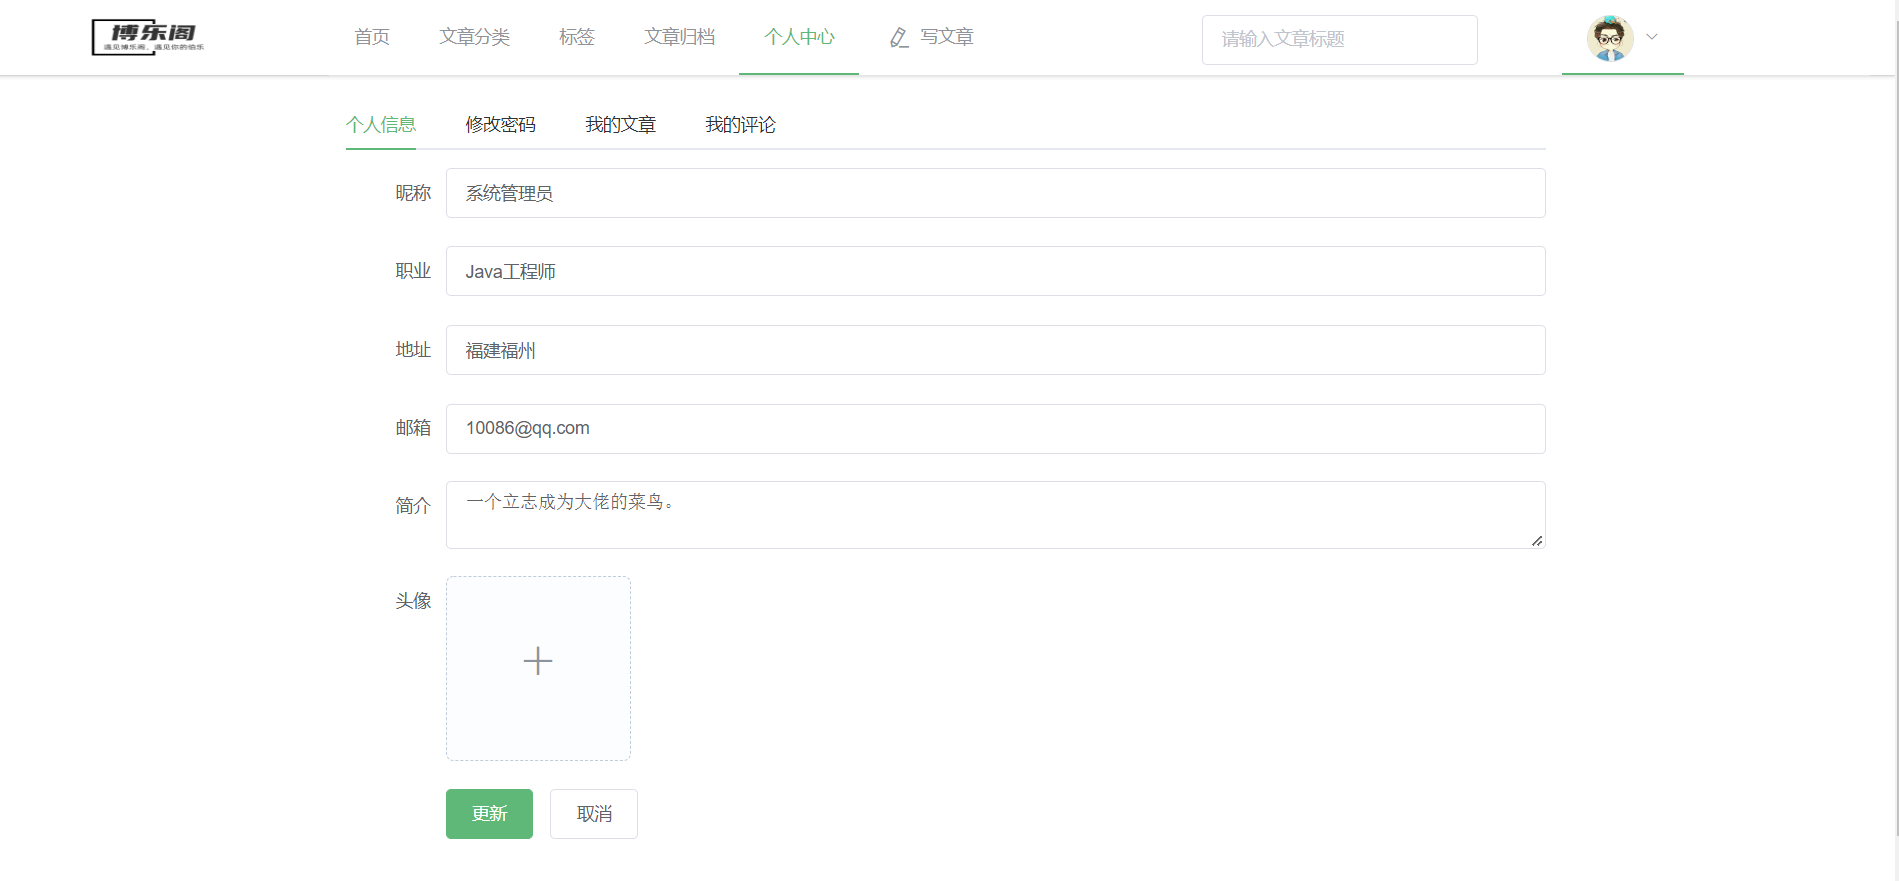 博乐阁
遇见博乐阁，遇见你的伯乐
首页 文章分类 标签 文章归档 个人中心 写文章 请输入文章标题
个人信息 修改密码 我的文章 我的评论
昵称 系统管理员
职业 Java工程师
地址 福建福州
邮箱 10086@qq.com
简介 一个立志成为大佬的菜鸟。
头像
更新 取消